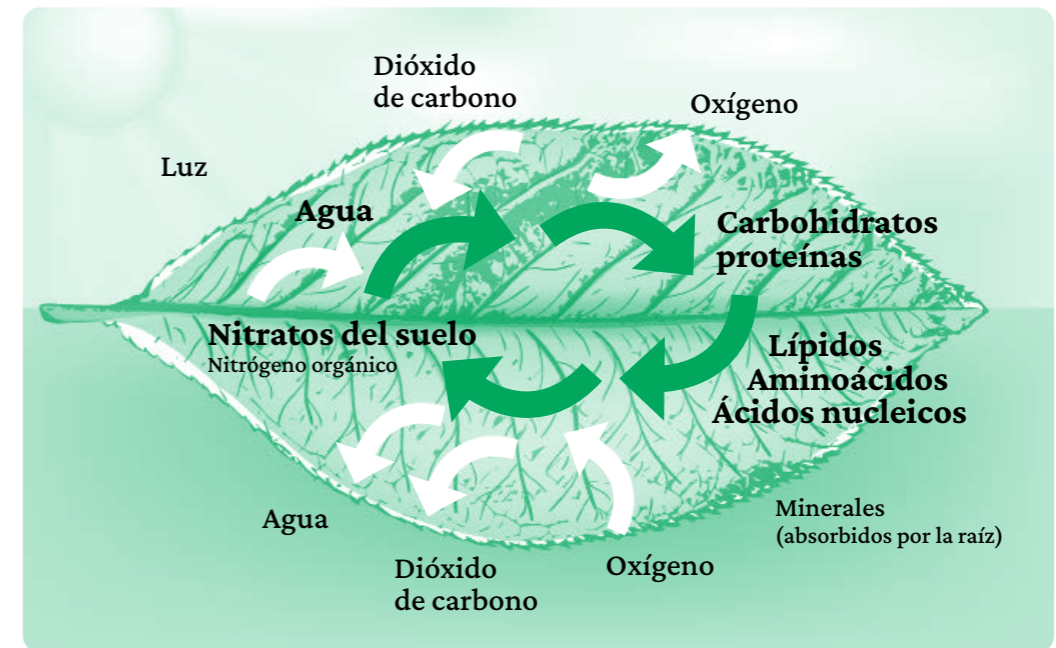 Dióxido
de carbono
Oxígeno
Luz
Agua
Carbohidratos
proteínas
Nitratos del suelo
Nitrógeno orgánico
Lípidos
Aminoácidos
Ácidos nucleicos
Agua
Minerales
(absorbidos por la raíz)
Dióxido
de carbono
Oxígeno